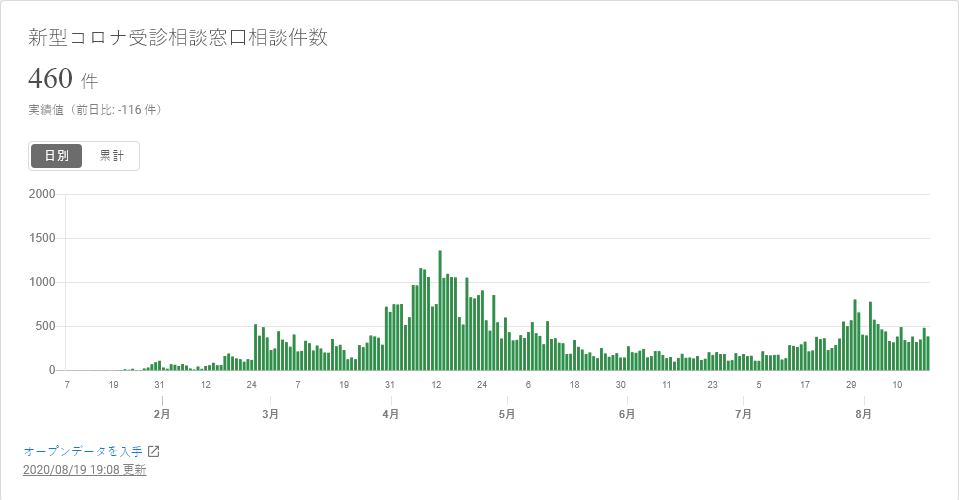 新型コロナ受診相談窓口相談件数
460 件
実績値（前日比: -116 件）
日別 累計
2000
1500
1000
500
0
7 19 31 12 24 7 19 31 12 24 6 18 30 11 23 5 17 29 10
2月 3月 4月 5月 6月 7月 8月
オープンデータを入手
2020/08/19 19:08 更新